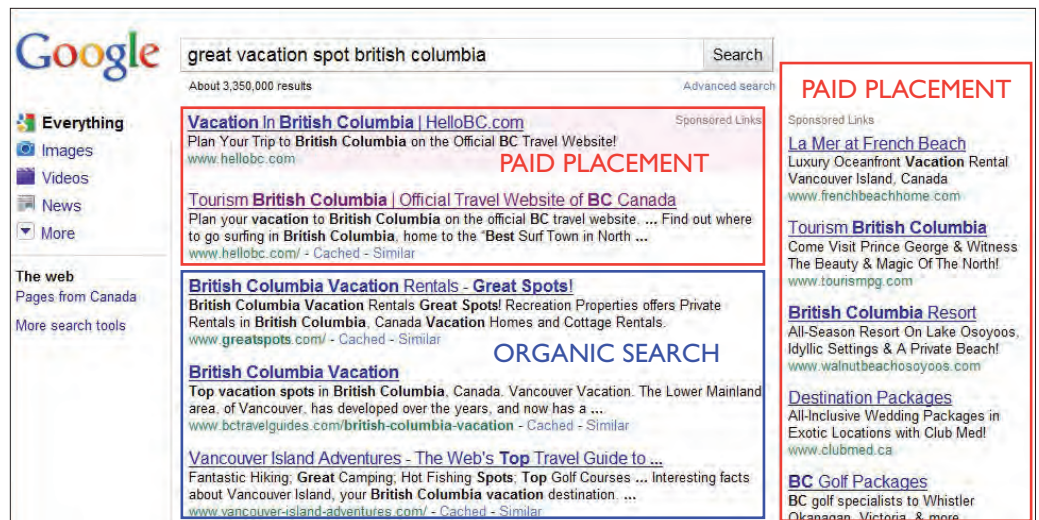 Google
great vacation spot british columbia
Search
About 3,350,000 results
Advanced search
Everything
Images
Videos
News
More
The web
Pages from Canada
More search tools
Vacation In British Columbia | HelloBC.com
Sponsored Links
Plan Your Trip to British Columbia on the Official BC Travel Website!
www.hellobc.com
PAID PLACEMENT
Tourism British Columbia | Official Travel Website of BC Canada
Plan your vacation to British Columbia on the official BC travel website. ... Find out where
to go surfing in British Columbia, home to the "Best Surf Town in North ...
www.hellobc.com/ - Cached - Similar
British Columbia Vacation Rentals - Great Spots!
British Columbia Vacation Rentals Great Spots! Recreation Properties offers Private
Rentals in British Columbia, Canada Vacation Homes and Cottage Rentals.
www.greatspots.com/ - Cached - Similar
ORGANIC SEARCH
British Columbia Vacation
Top vacation spots in British Columbia, Canada. Vancouver Vacation. The Lower Mainland
area, of Vancouver, has developed over the years, and now has a ...
www.bctravelguides.com/british-columbia-vacation - Cached - Similar
Vancouver Island Adventures - The Web's Top Travel Guide to ...
Fantastic Hiking; Great Camping; Hot Fishing Spots; Top Golf Courses ... Interesting facts
about Vancouver Island, your British Columbia vacation destination. ...
www.vancouver-island-adventures.com/ - Cached - Similar
PAID PLACEMENT
Sponsored Links
La Mer at French Beach
Luxury Oceanfront Vacation Rental
Vancouver Island, Canada
www.frenchbeachhome.com
Tourism British Columbia
Come Visit Prince George & Witness
The Beauty & Magic Of The North!
www.tourismpg.com
British Columbia Resort
All-Season Resort On Lake Osoyoos,
Idyllic Settings & A Private Beach!
www.walnutbeachosoyoos.com
Destination Packages
All-Inclusive Wedding Packages in
Exotic Locations with Club Med!
www.clubmed.ca
BC Golf Packages
BC golf specialists to Whistler
Okanagan, Victoria, & more